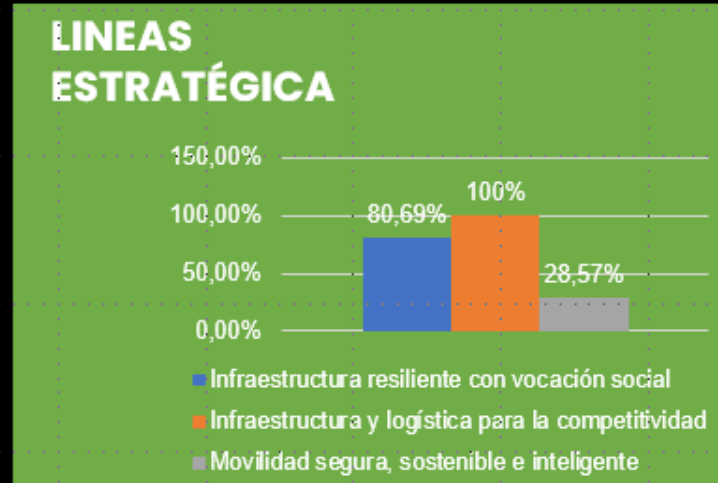 LINEAS
ESTRATÉGICA
150,00%
100,00%
50,00%
0,00%
80,69%
100%
28,57%
Infraestructura resiliente con vocación social
Infraestructura y logística para la competitividad
Movilidad segura, sostenible e inteligente